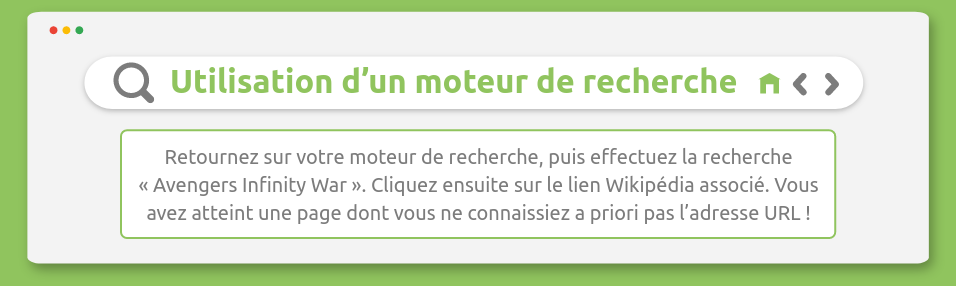 Utilisation d’un moteur de recherche
Retournez sur votre moteur de recherche, puis effectuez la recherche
« Avengers Infinity War ». Cliquez ensuite sur le lien Wikipédia associé. Vous
avez atteint une page dont vous ne connaissiez a priori pas l’adresse URL !